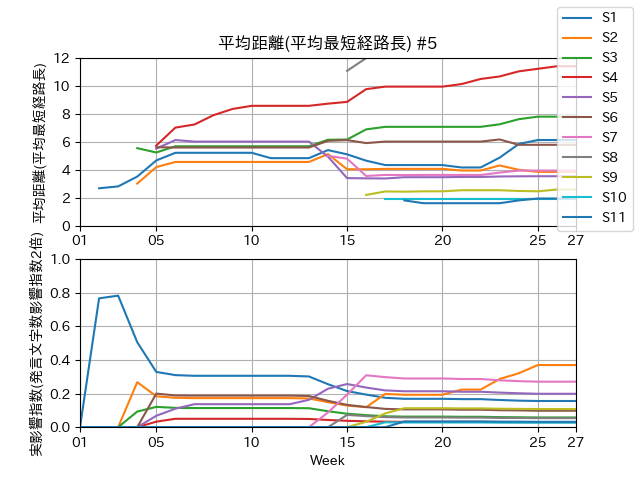 平均距離(平均最短経路長) #5
平均距離(平均最短経路長)
12
10
8
6
4
2
0
01 05 10 15 20 25 27
S1
S2
S3
S4
S5
S6
S7
S8
S9
S10
S11
実影響指数(発言文字数影響指数2倍)
1.0
0.8
0.6
0.4
0.2
0.0
01 05 10 15 20 25 27
Week